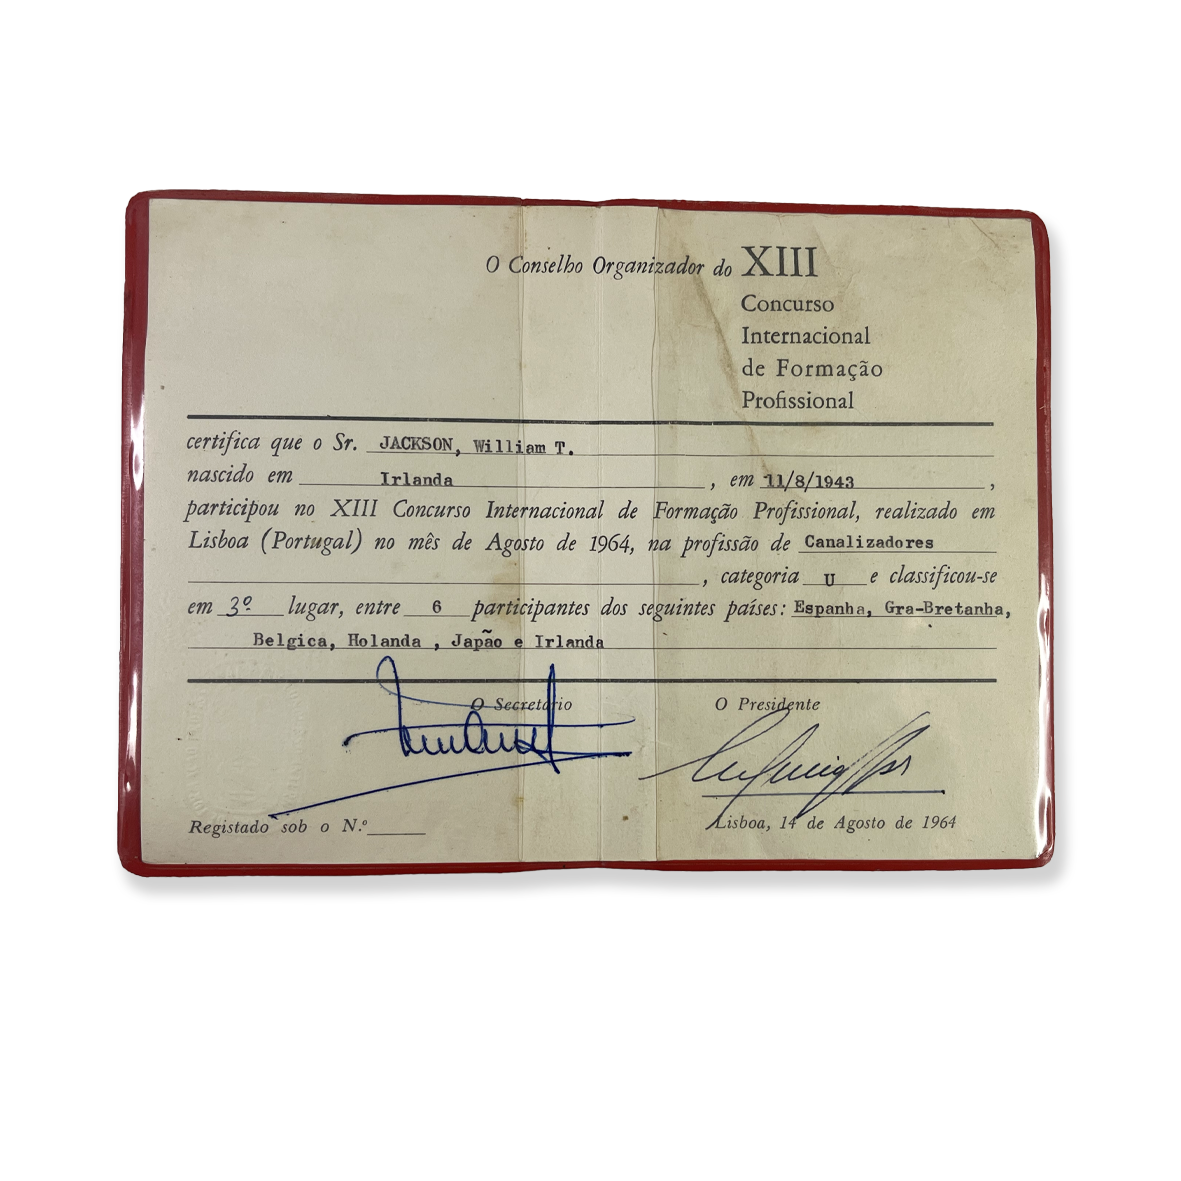 O Conselho Organizador do XIII
Concurso
Internacional
de Formação
Profissional
certifica que o Sr. JACKSON, William T.
nascido em Irlanda, em 11/8/1943,
participou no XIII Concurso Internacional de Formação Profissional, realizado em
Lisboa (Portugal) no mês de Agosto de 1964, na profissão de Canalizadores
, categoria U e classificou-se
em 3º lugar, entre 6 participantes dos seguintes países: Espanha, Gra-Bretanha,
Belgica, Holanda , Japão e Irlanda
O Secretário O Presidente
Registado sob o N.º Lisboa, 14 de Agosto de 1964